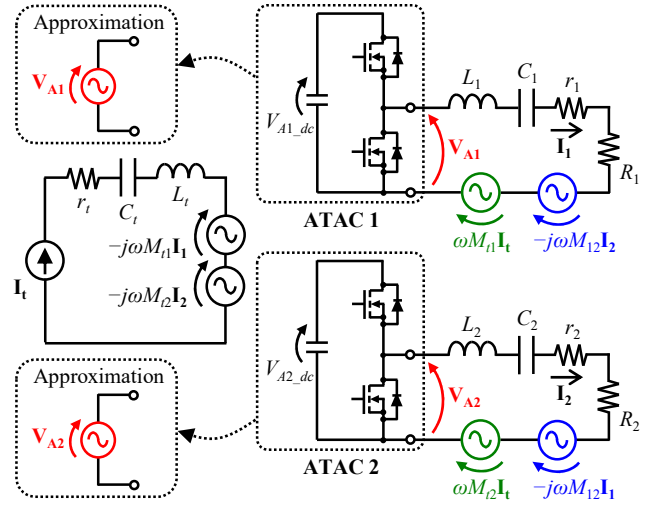 Approximation
V_A1
V_A1_dc
ATAC 1
V_A1
L_1
C_1
r_1
I_1
R_1
ωM_t1I_t
−jωM_12I_2
r_t
C_t
L_t
−jωM_t1I_1
−jωM_t2I_2
I_t
Approximation
V_A2
V_A2_dc
ATAC 2
V_A2
L_2
C_2
r_2
I_2
R_2
ωM_t2I_t
−jωM_12I_1